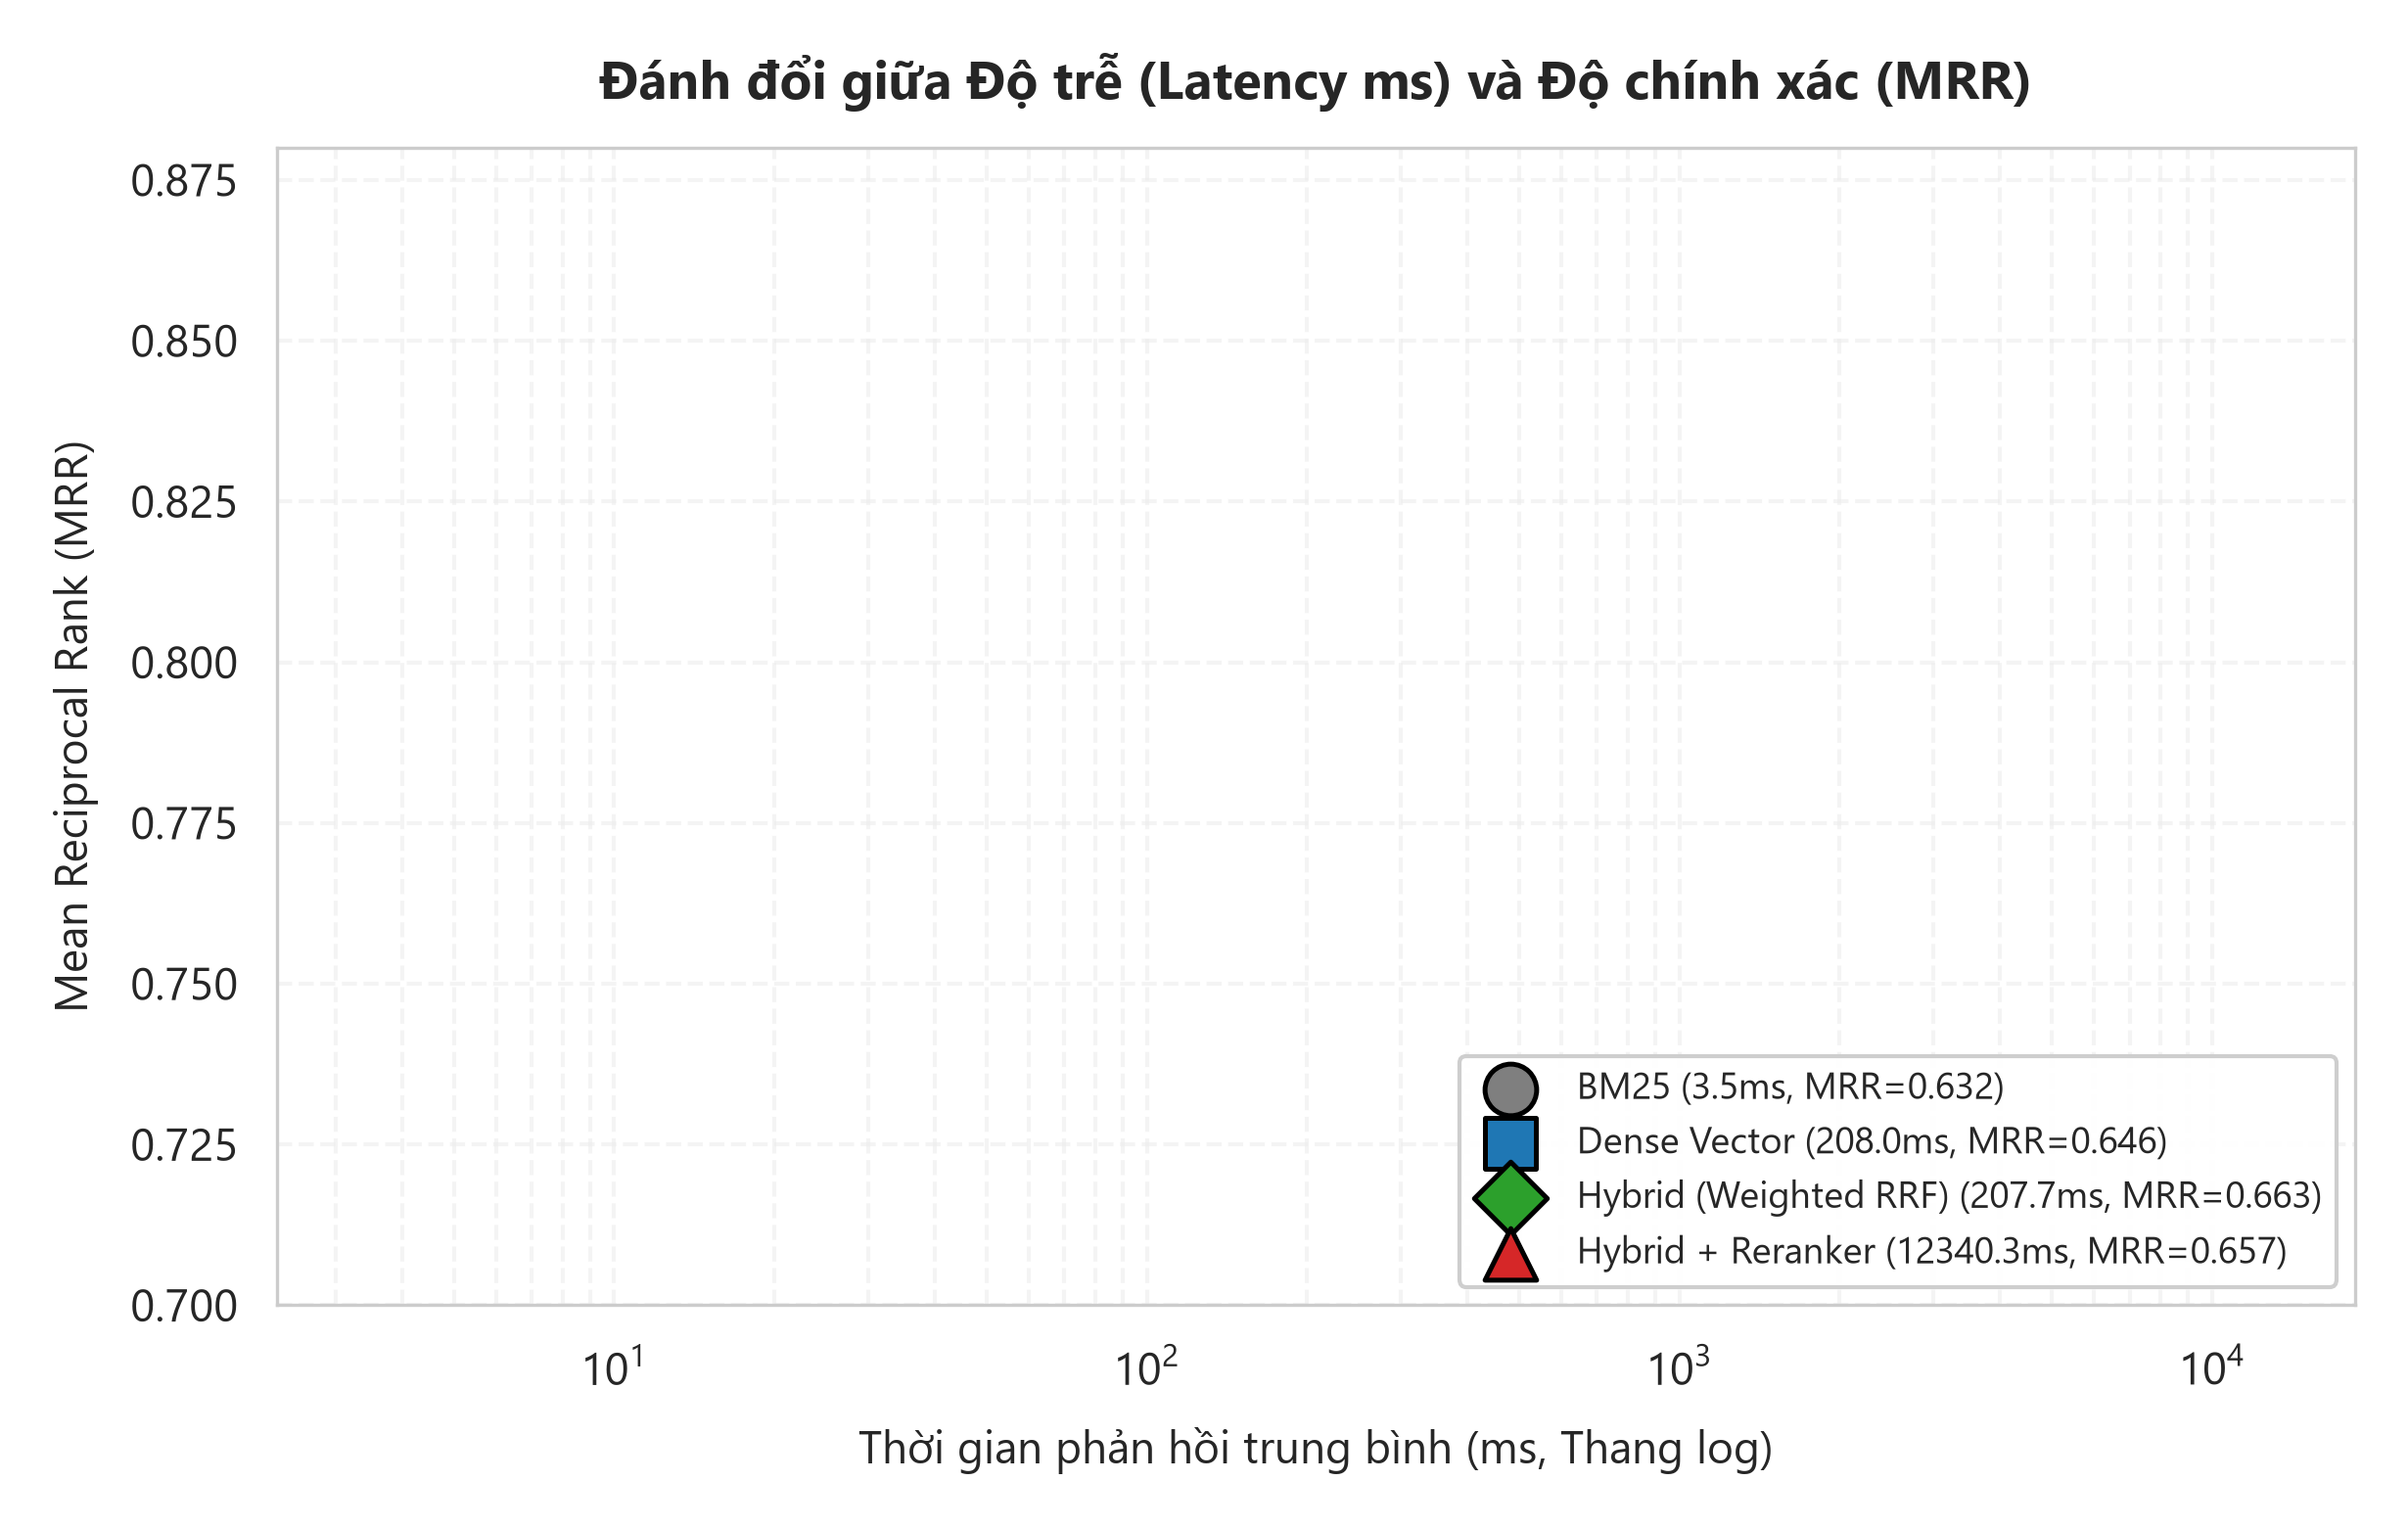 Đánh đổi giữa Độ trễ (Latency ms) và Độ chính xác (MRR)
Mean Reciprocal Rank (MRR)
0.875
0.850
0.825
0.800
0.775
0.750
0.725
0.700
BM25 (3.5ms, MRR=0.632)
Dense Vector (208.0ms, MRR=0.646)
Hybrid (Weighted RRF) (207.7ms, MRR=0.663)
Hybrid + Reranker (12340.3ms, MRR=0.657)
10¹ 10² 10³ 10⁴
Thời gian phản hồi trung bình (ms, Thang log)